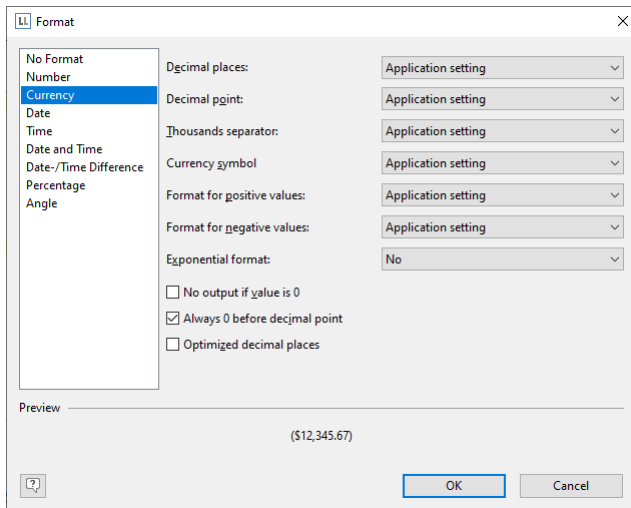 LL Format
No Format
Number
Currency
Date
Time
Date and Time
Date-/Time Difference
Percentage
Angle
Decimal places: Application setting
Decimal point: Application setting
Thousands separator: Application setting
Currency symbol Application setting
Format for positive values: Application setting
Format for negative values: Application setting
Exponential format: No
No output if value is 0
Always 0 before decimal point
Optimized decimal places
Preview
($12,345.67)
? OK Cancel